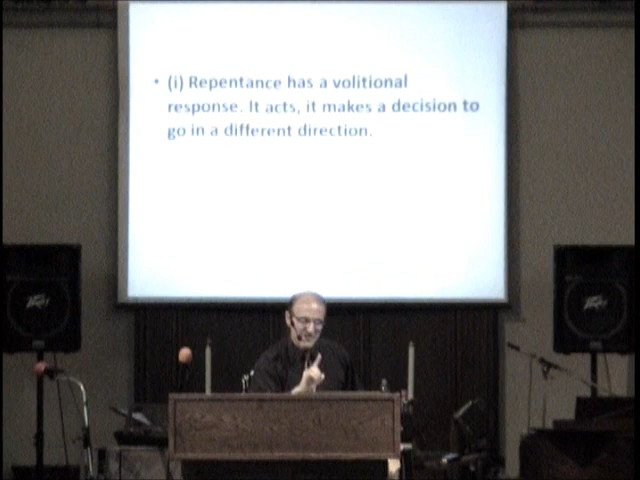 • (i) Repentance has a volitional
response. It acts, it makes a decision to
go in a different direction.